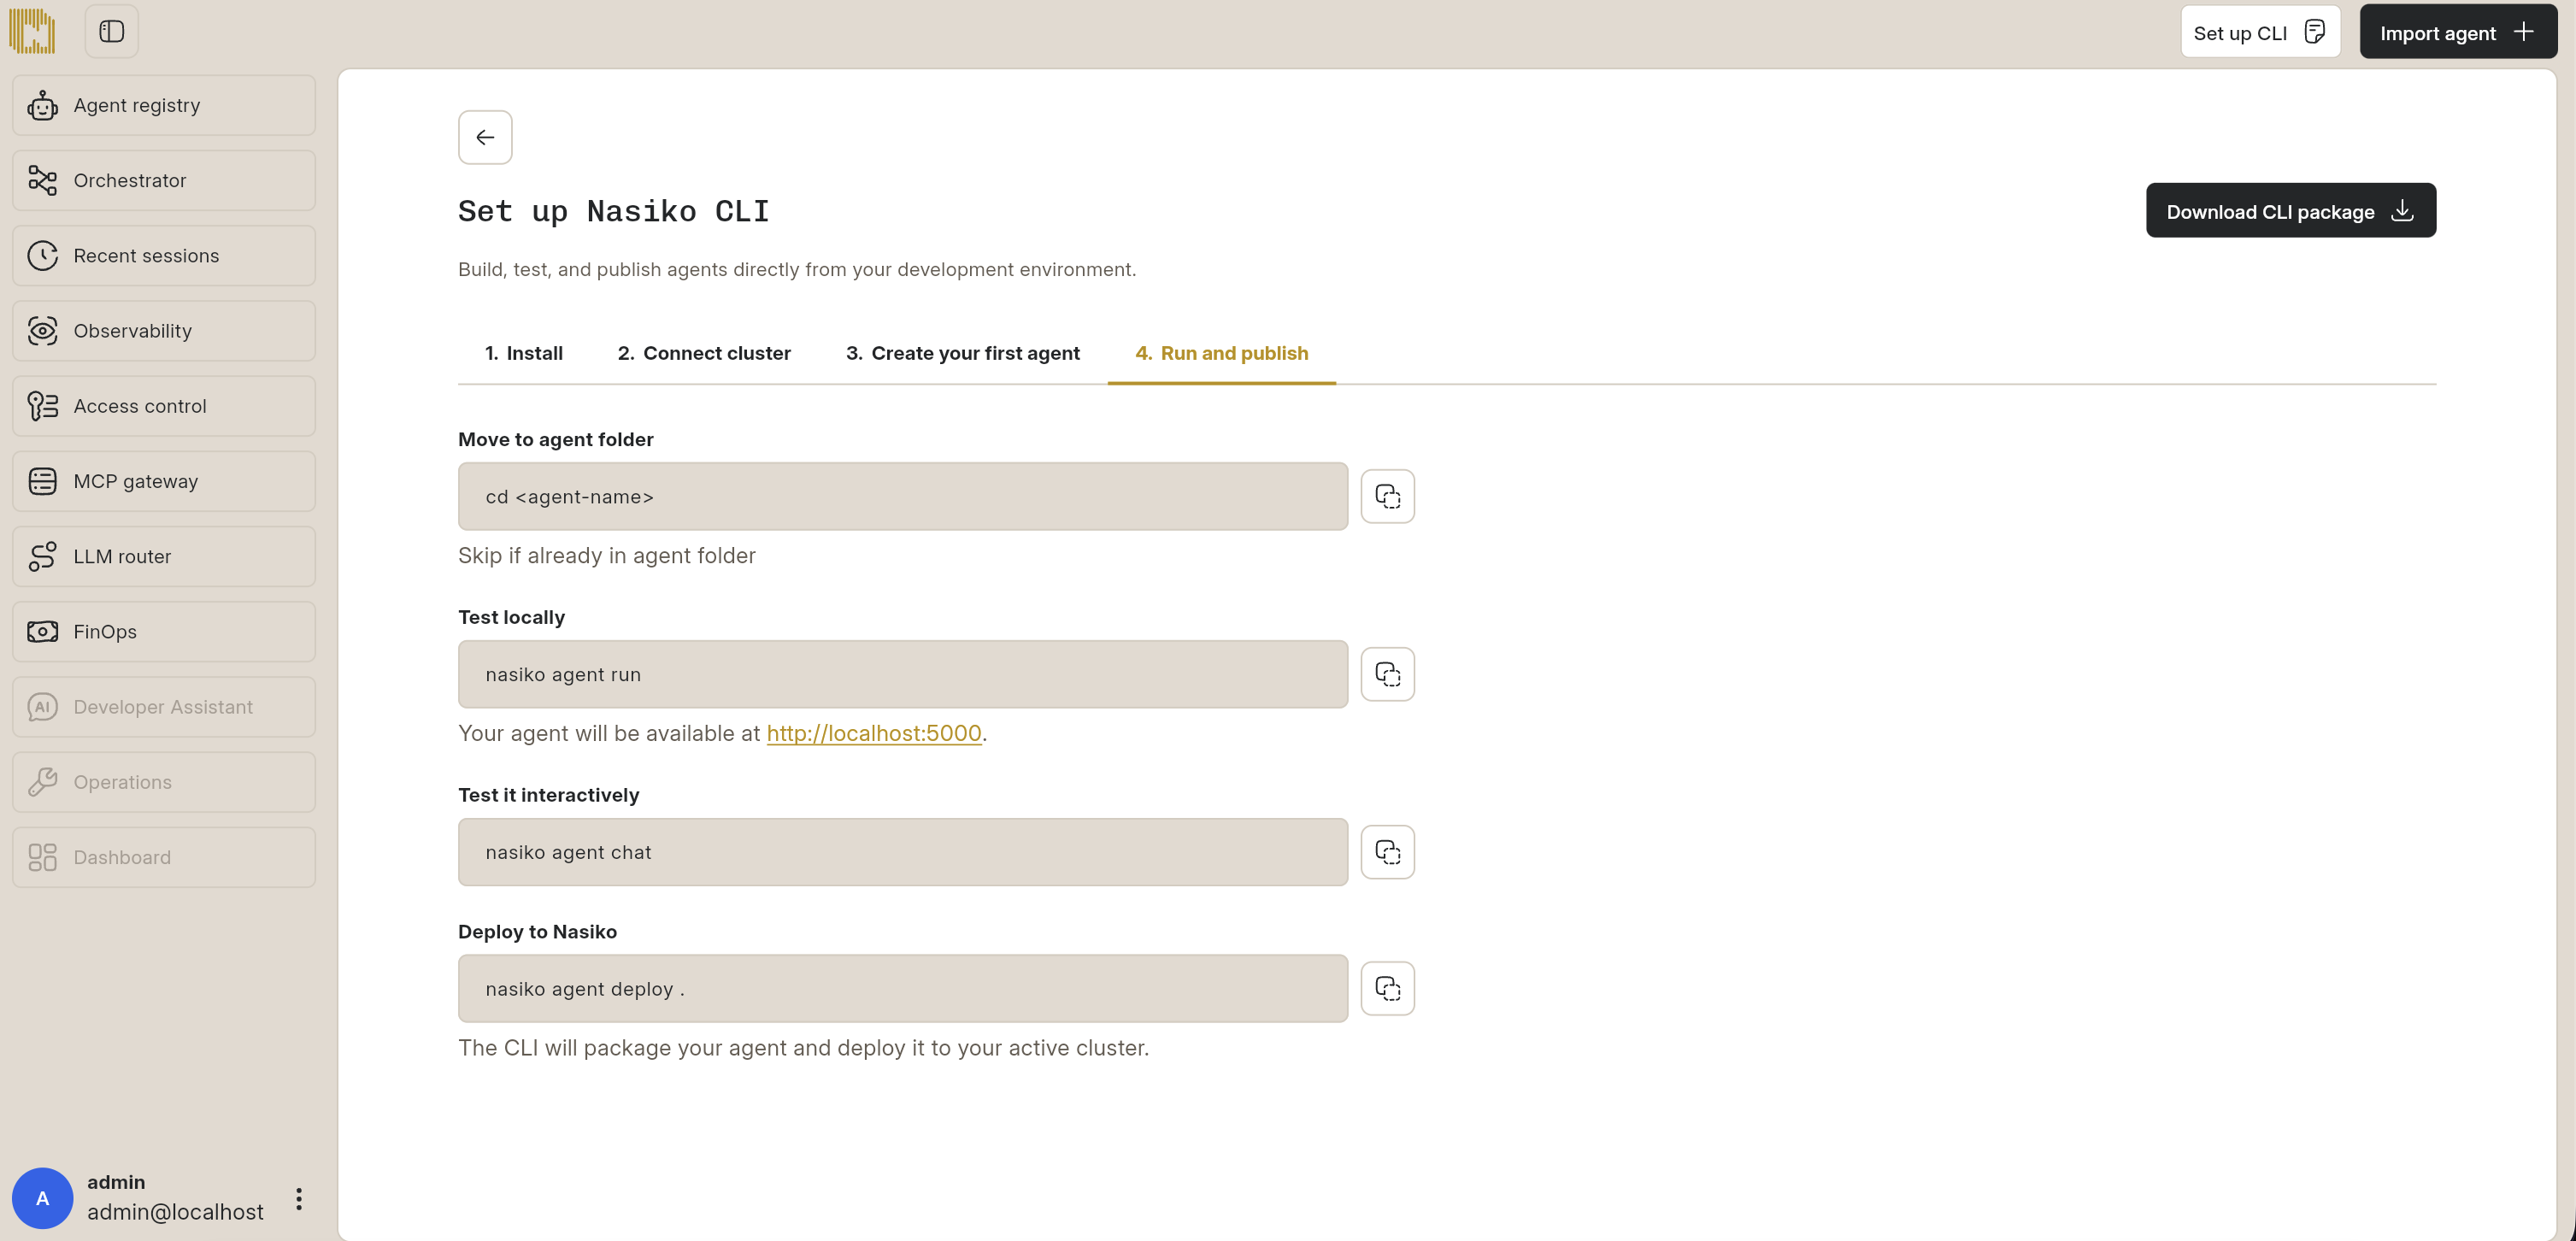 Set up CLI
Import agent
Agent registry
Orchestrator
Recent sessions
Observability
Access control
MCP gateway
LLM router
FinOps
AI
Developer Assistant
Operations
Dashboard
A
admin
admin@localhost
Set up Nasiko CLI
Download CLI package
Build, test, and publish agents directly from your development environment.
1. Install
2. Connect cluster
3. Create your first agent
4. Run and publish
Move to agent folder
cd <agent-name>
Skip if already in agent folder
Test locally
nasiko agent run
Your agent will be available at http://localhost:5000.
Test it interactively
nasiko agent chat
Deploy to Nasiko
nasiko agent deploy .
The CLI will package your agent and deploy it to your active cluster.